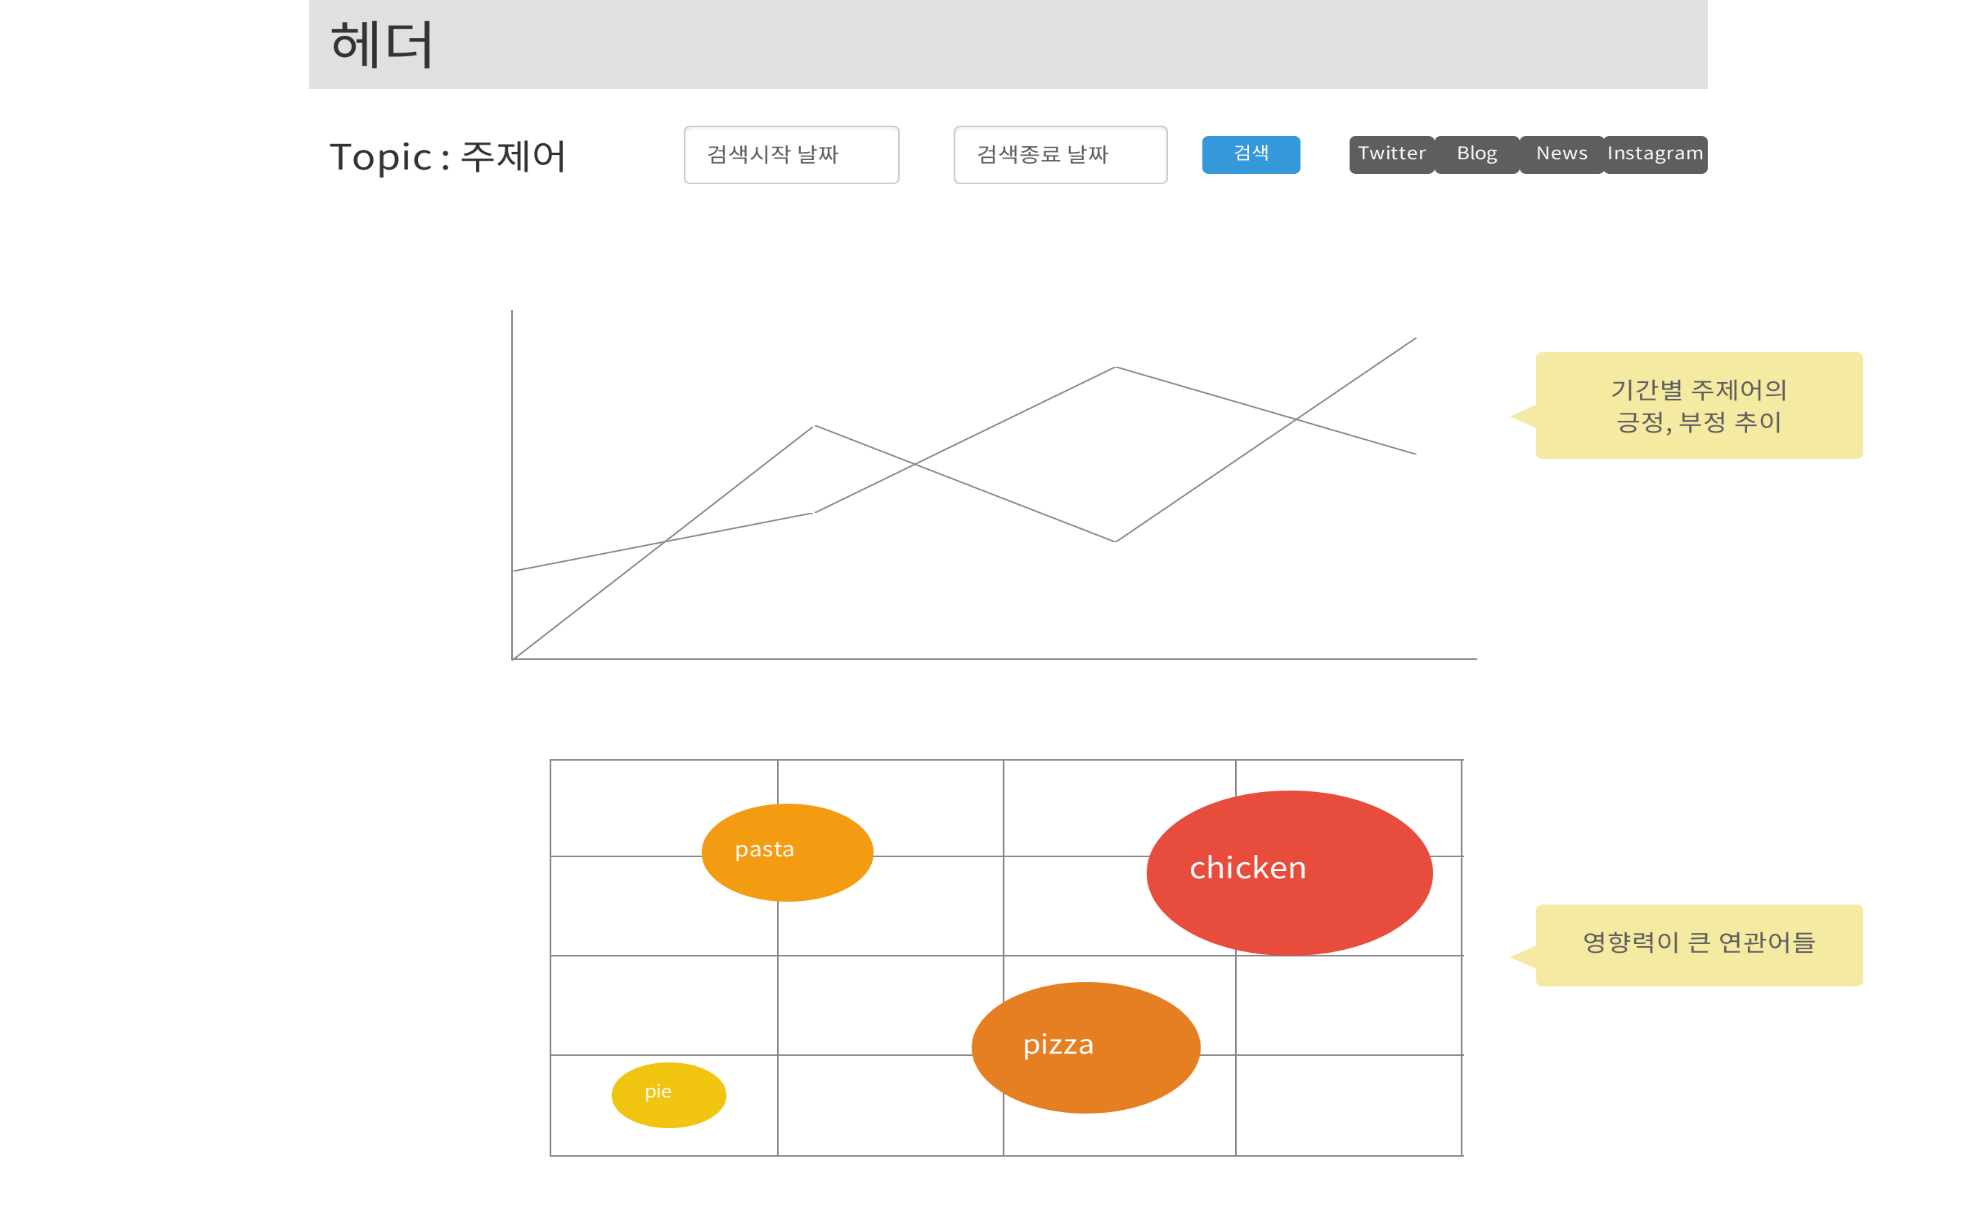 헤더
Topic : 주제어
검색시작 날짜
검색종료 날짜
검색
Twitter
Blog
News
Instagram
기간별 주제어의
긍정, 부정 추이
pasta
chicken
영향력이 큰 연관어들
pizza
pie